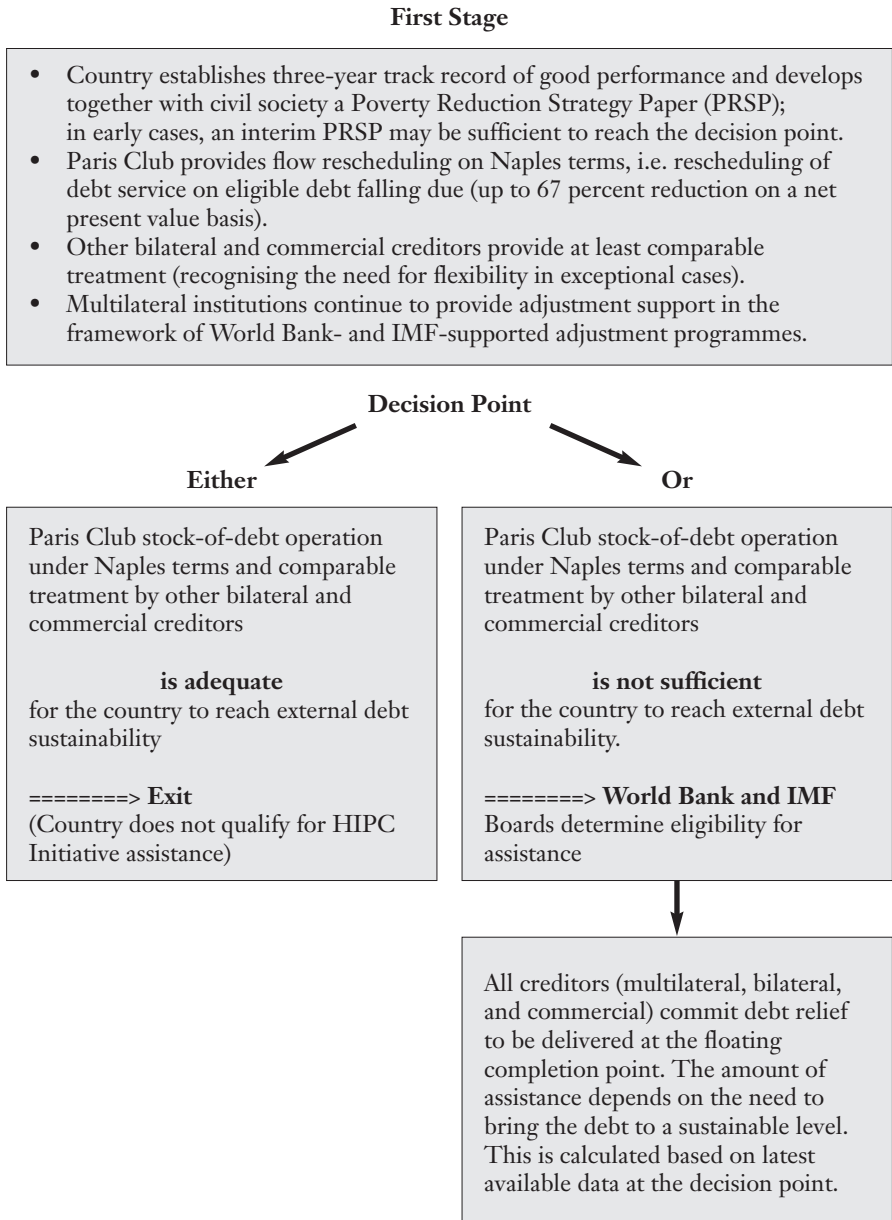 First Stage
• Country establishes three-year track record of good performance and develops
together with civil society a Poverty Reduction Strategy Paper (PRSP);
in early cases, an interim PRSP may be sufficient to reach the decision point.
• Paris Club provides flow rescheduling on Naples terms, i.e. rescheduling of
debt service on eligible debt falling due (up to 67 percent reduction on a net
present value basis).
• Other bilateral and commercial creditors provide at least comparable
treatment (recognising the need for flexibility in exceptional cases).
• Multilateral institutions continue to provide adjustment support in the
framework of World Bank- and IMF-supported adjustment programmes.
Decision Point
Either
Paris Club stock-of-debt operation
under Naples terms and comparable
treatment by other bilateral and
commercial creditors
is adequate
for the country to reach external debt
sustainability
========> Exit
(Country does not qualify for HIPC
Initiative assistance)
Or
Paris Club stock-of-debt operation
under Naples terms and comparable
treatment by other bilateral and
commercial creditors
is not sufficient
for the country to reach external debt
sustainability.
========> World Bank and IMF
Boards determine eligibility for
assistance
All creditors (multilateral, bilateral,
and commercial) commit debt relief
to be delivered at the floating
completion point. The amount of
assistance depends on the need to
bring the debt to a sustainable level.
This is calculated based on latest
available data at the decision point.